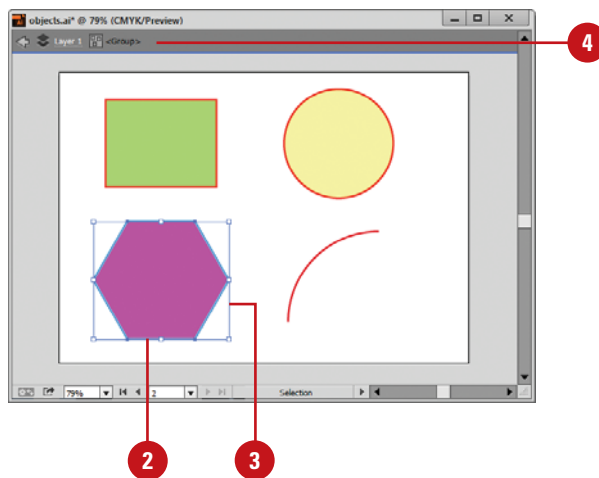 objects.ai* @ 79% (CMYK/Preview)
Layer 1 <Group>
4
79% 2 Selection
2 3